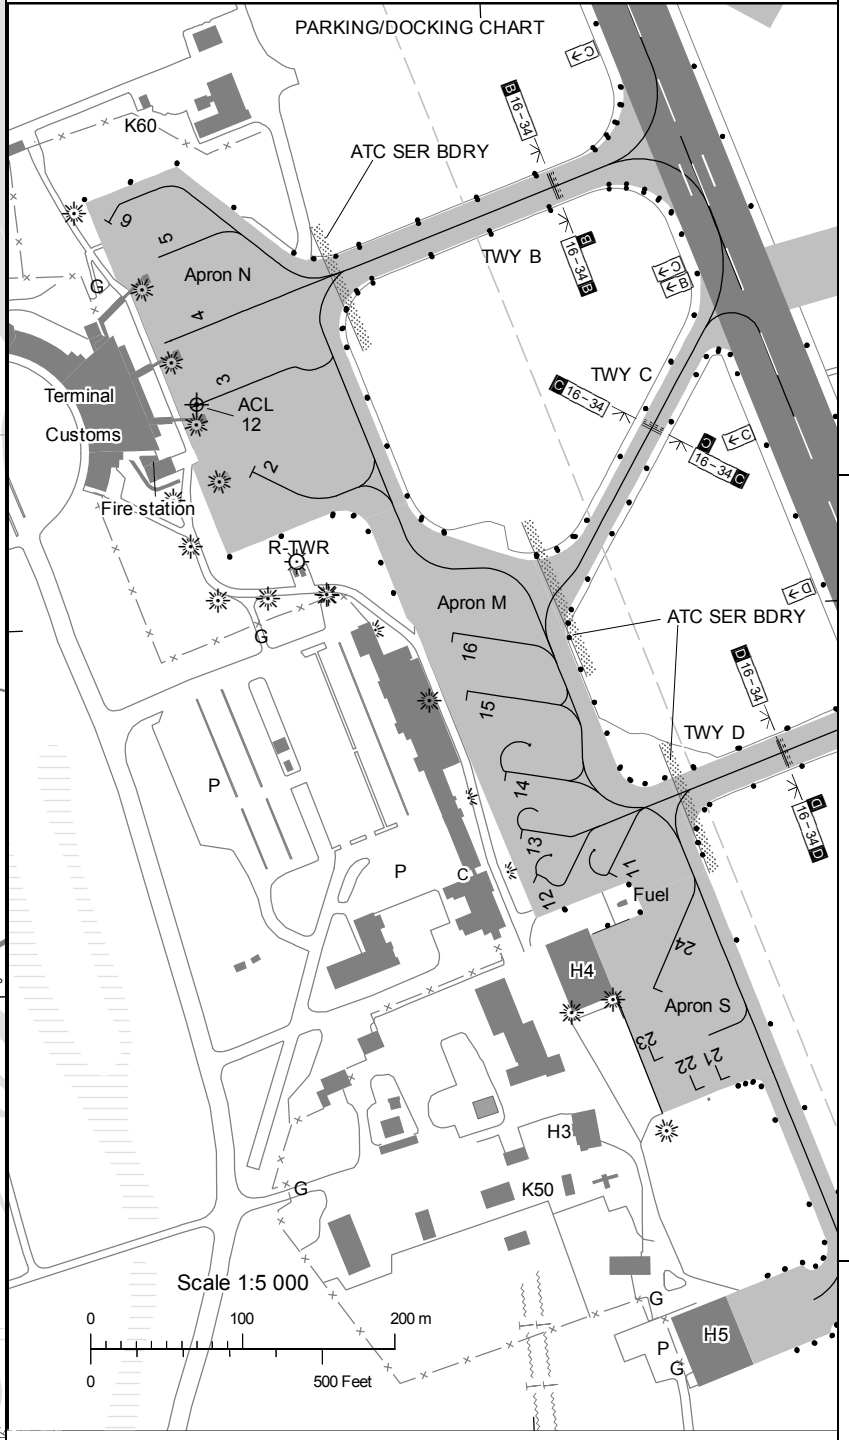 PARKING/DOCKING CHART
C
B 16-34
K60
ATC SER BDRY
6
5
Apron N
B
16-34 B
TWY B
C
B
G
4
3
TWY C
C 16-34
Terminal
Customs
ACL
12
C
C
16-34 C
2
Fire station
R-TWR
D
Apron M
ATC SER BDRY
G
16
D 16-34
15
TWY D
P
14
13
D
16-34 D
P
C
12
11
Fuel
24
H4
Apron S
23
22
21
H3
K50
G
Scale 1:5 000
G
0
100
200 m
H5
P
G
0
500 Feet